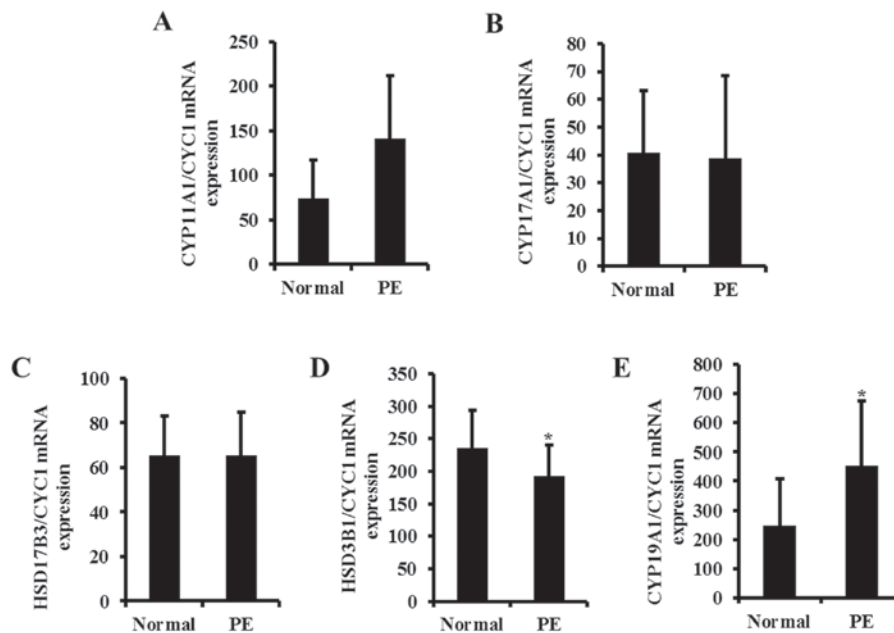 A
CYP11A1/CYC1 mRNA
expression
250
200
150
100
50
0
Normal PE
B
CYP17A1/CYC1 mRNA
expression
80
70
60
50
40
30
20
10
0
Normal PE
C
HSD17B3/CYC1 mRNA
expression
100
80
60
40
20
0
Normal PE
D
HSD3B1/CYC1 mRNA
expression
350
300
250
200
150
100
50
0
*
Normal PE
E
CYP19A1/CYC1 mRNA
expression
800
700
600
500
400
300
200
100
0
*
Normal PE